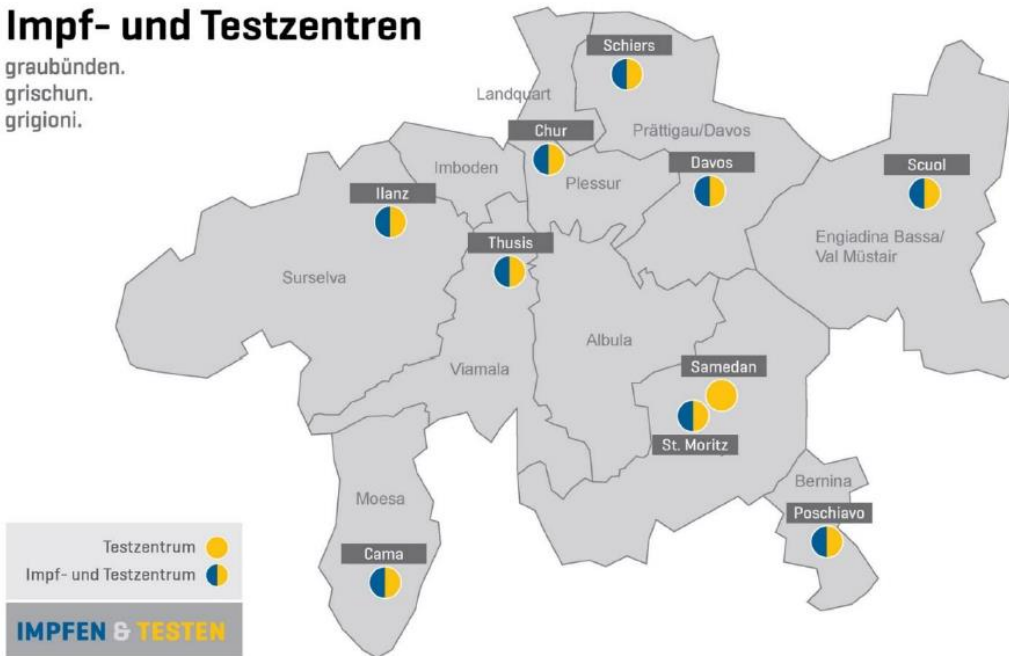 Impf- und Testzentren
graubünden.
grischun.
grigioni.
Schiers
Landquart
Chur
Prättigau/Davos
Imboden
Davos
Scuol
Plessur
Ilanz
Thusis
Engiadina Bassa/
Val Müstair
Surselva
Albula
Viamala
Samedan
St. Moritz
Bernina
Moesa
Poschiavo
Cama
Testzentrum
Impf- und Testzentrum
IMPFEN & TESTEN